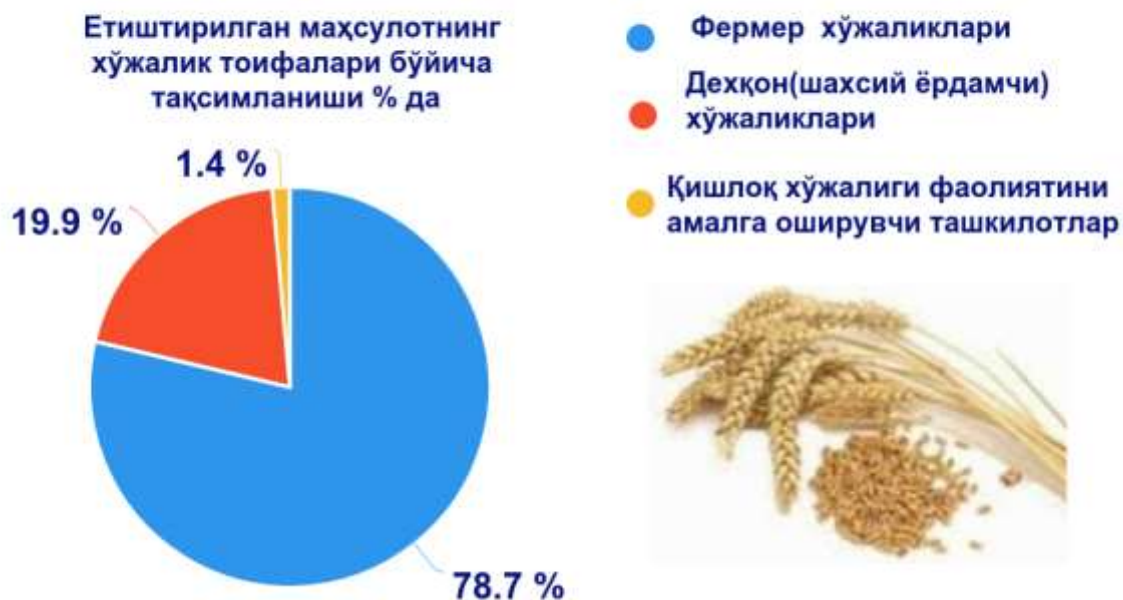 Етиштирилган маҳсулотнинг
хўжалик тоифалари бўйича
тақсимланиши % да
1.4 %
19.9 %
78.7 %
Фермер хўжаликлари
Дехқон(шахсий ёрдамчи)
хўжаликлари
Қишлоқ хўжалиги фаолиятини
амалга оширувчи ташкилотлар